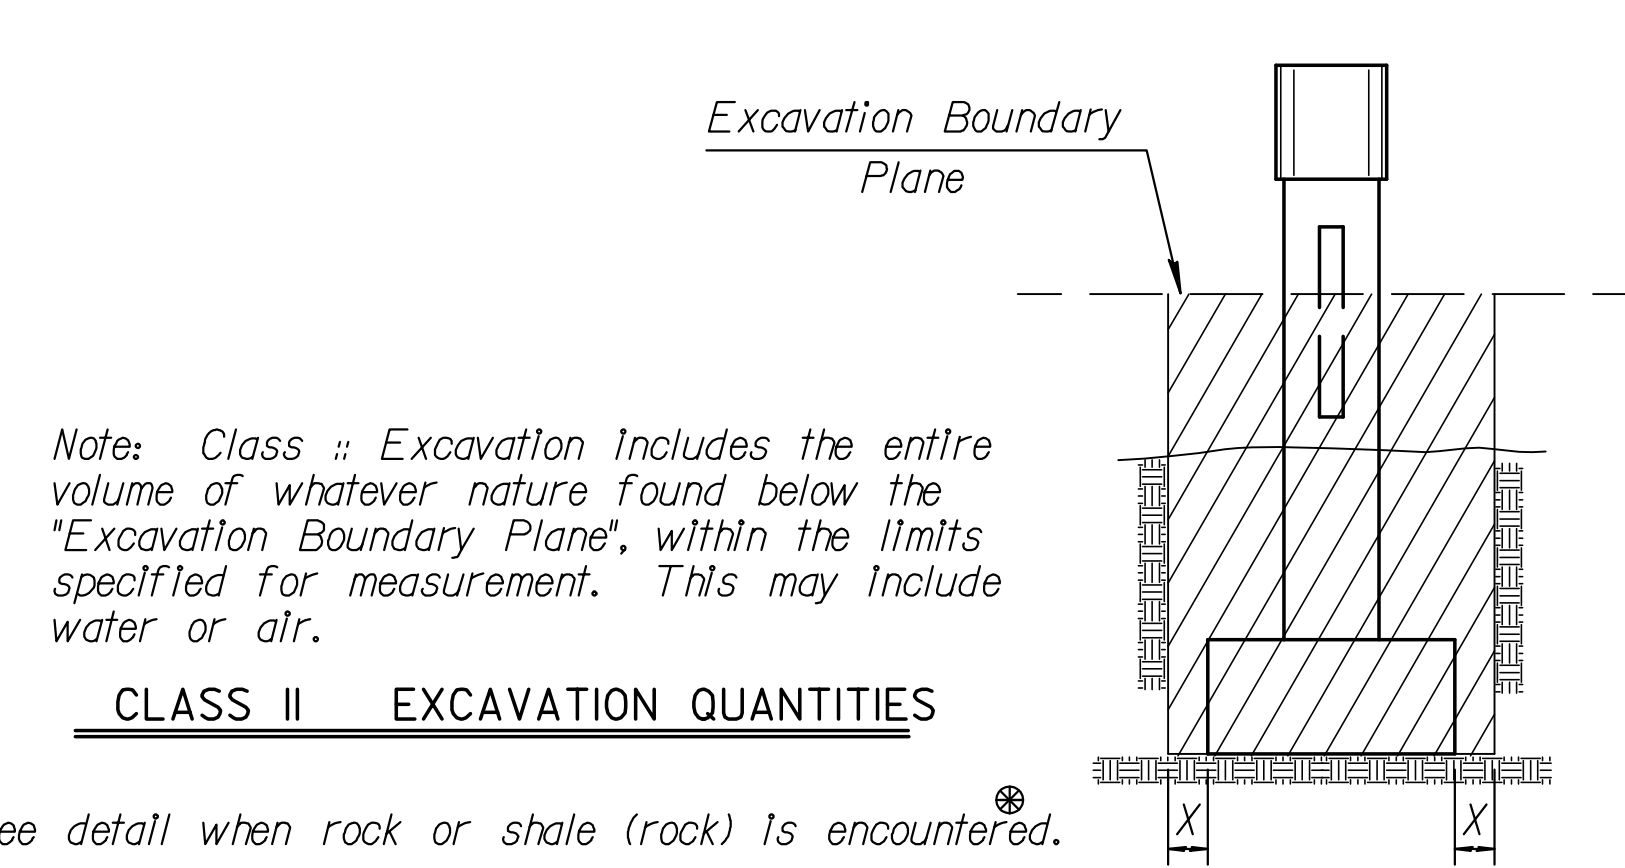 Excavation Boundary
Plane
Note: Class :: Excavation includes the entire
volume of whatever nature found below the
"Excavation Boundary Plane", within the limits
specified for measurement. This may include
water or air.
CLASS II EXCAVATION QUANTITIES
ee detail when rock or shale (rock) is encountered.
X X